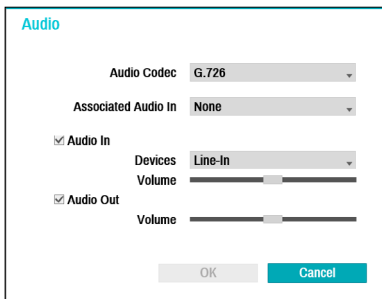 Audio
Audio Codec G.726
Associated Audio In None
Audio In
Devices Line-In
Volume
Audio Out
Volume
OK Cancel